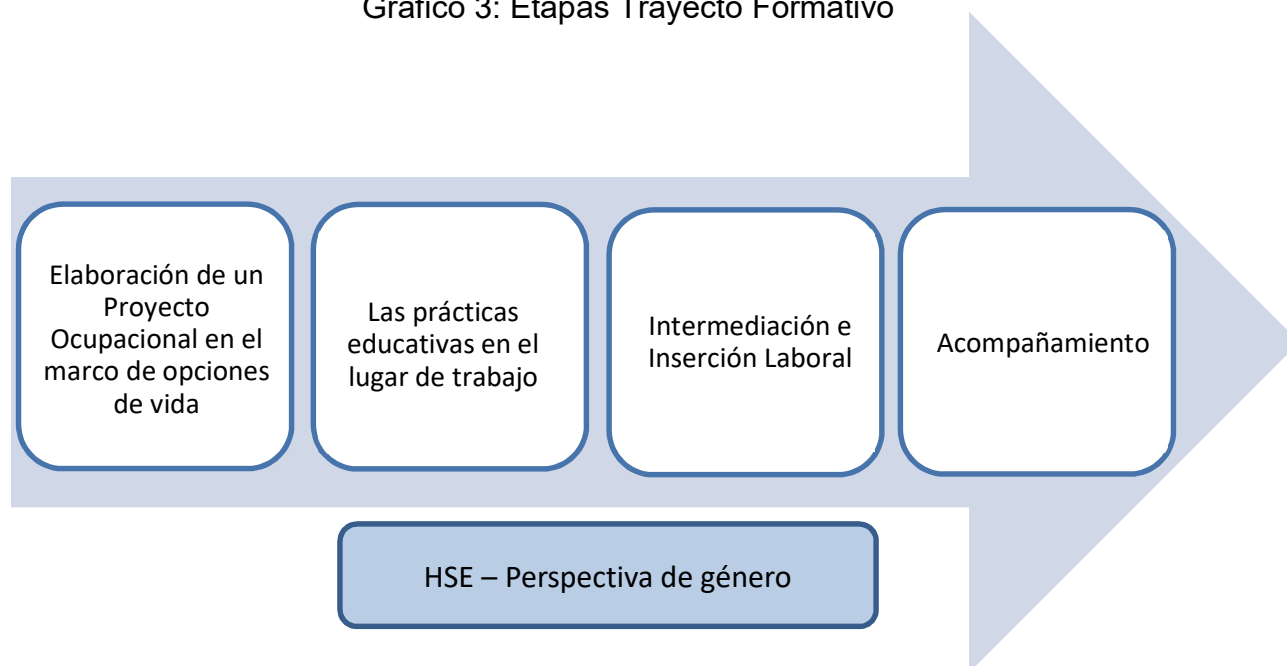 Gráfico 3: Etapas Trayecto Formativo
Elaboración de un
Proyecto
Ocupacional en el
marco de opciones
de vida
Las prácticas
educativas en el
lugar de trabajo
Intermediación e
Inserción Laboral
Acompañamiento
HSE – Perspectiva de género